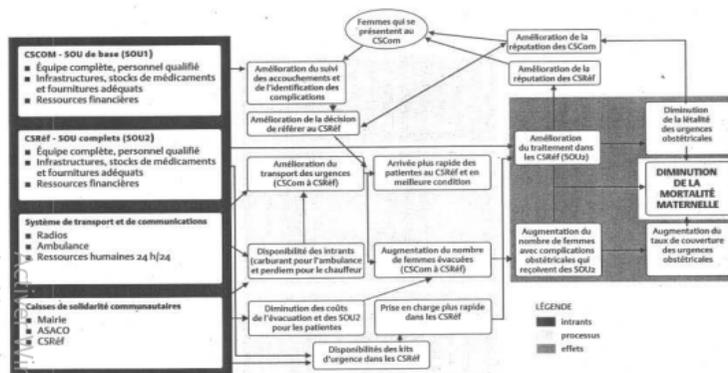 Femmes qui se
présentent au
CSCom
CSCOM - SOU de base (SOU1)
■ Équipe complète, personnel qualifié
■ Infrastructures, stocks de médicaments
et fournitures adéquats
■ Ressources financières
CSRéf - SOU complets (SOU2)
■ Équipe complète, personnel qualifié
■ Infrastructures, stocks de médicaments
et fournitures adéquats
■ Ressources financières
Système de transport et de communications
■ Radios
■ Ambulance
■ Ressources humaines 24 h/24
Caisses de solidarité communautaires
■ Mairie
■ ASACO
■ CSRéf
Amélioration du suivi
des accouchements et
de l'identification des
complications
Amélioration de la décision
de référer au CSRéf
Amélioration du
transport des urgences
(CSCom à CSRéf)
Arrivée plus rapide des
patientes au CSRéf et en
meilleure condition
Disponibilité des intrants
(carburant pour l'ambulance
et perdiem pour le chauffeur
Augmentation du nombre
de femmes évacuées
(CSCom à CSRéf)
Diminution des coûts
de l'évacuation et des SOU2
pour les patientes
Prise en charge plus rapide
dans les CSRéf
Disponibilités des kits
d'urgence dans les CSRéf
Amélioration de la
réputation des CSCom
Amélioration de la
réputation des CSRéf
Amélioration
du traitement dans
les CSRéf (SOU2)
Augmentation du
nombre de femmes
avec complications
obstétricales qui
reçoivent des SOU2
Diminution
de la létalité
des urgences
obstétricales
DIMINUTION
DE LA
MORTALITÉ
MATERNELLE
Augmentation du
taux de couverture
des urgences
obstétricales
LÉGENDE
intrants
processus
effets
Activer Wi